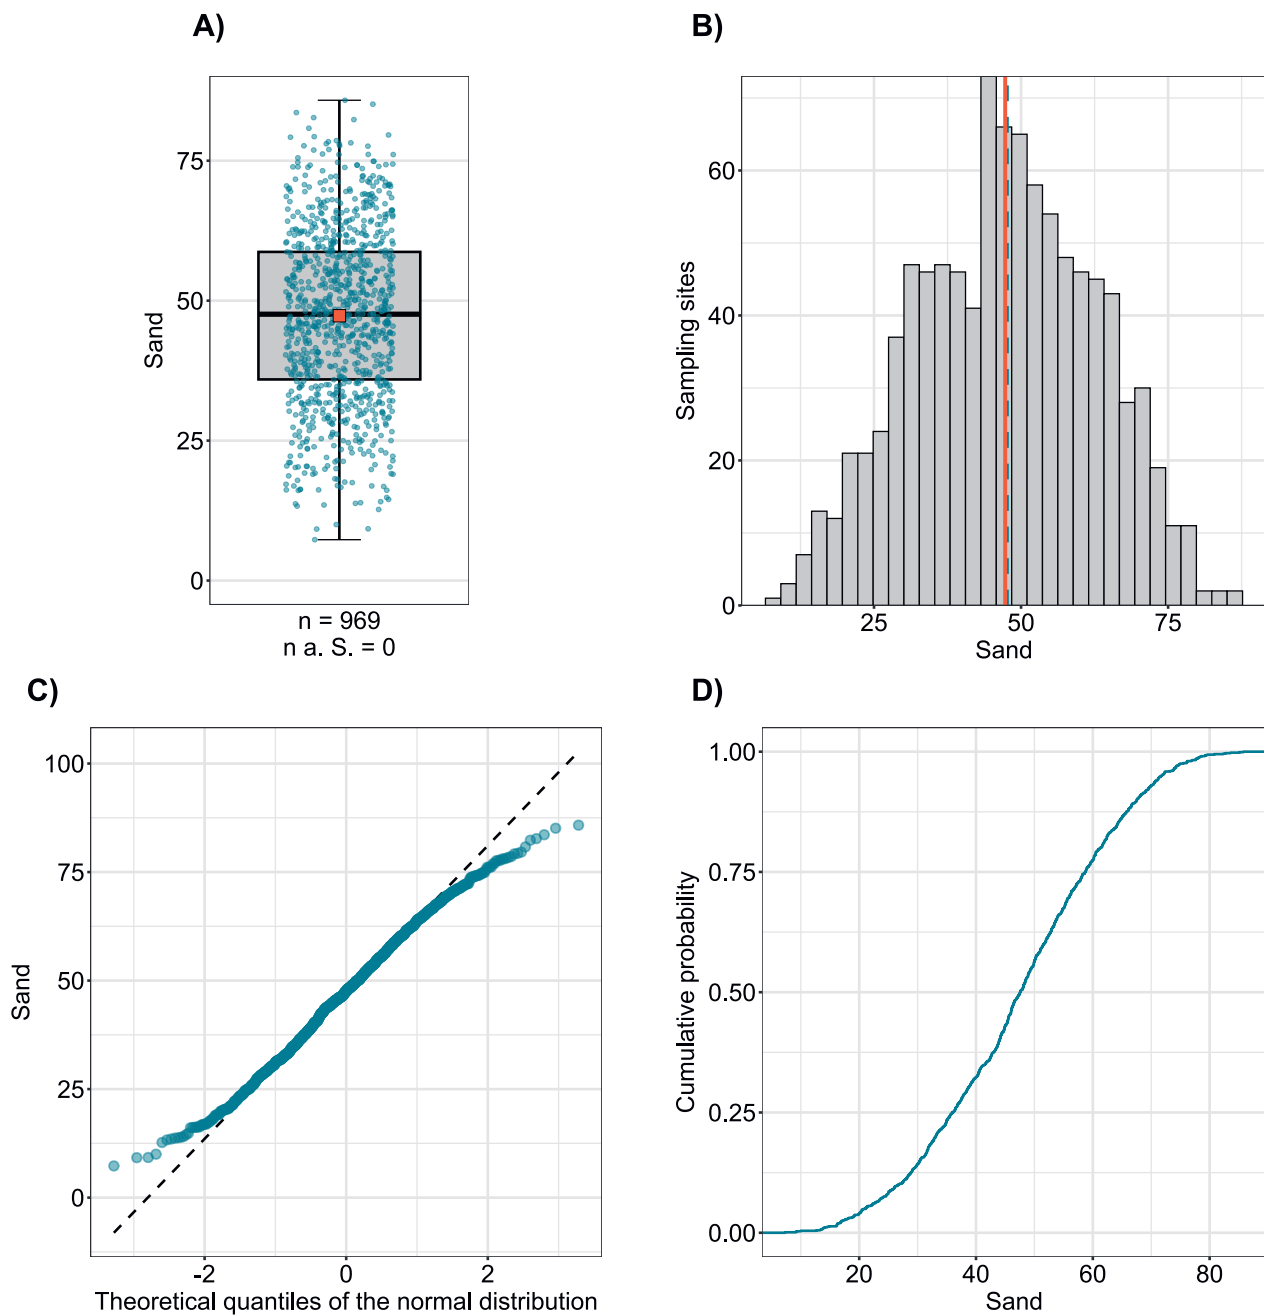 A)
75
50
25
0
Sand
n = 969
n a. S. = 0
B)
60
40
20
0
Sampling sites
25 50 75
Sand
C)
100
75
50
25
0
Sand
-2 0 2
Theoretical quantiles of the normal distribution
D)
1.00
0.75
0.50
0.25
0.00
Cumulative probability
20 40 60 80
Sand